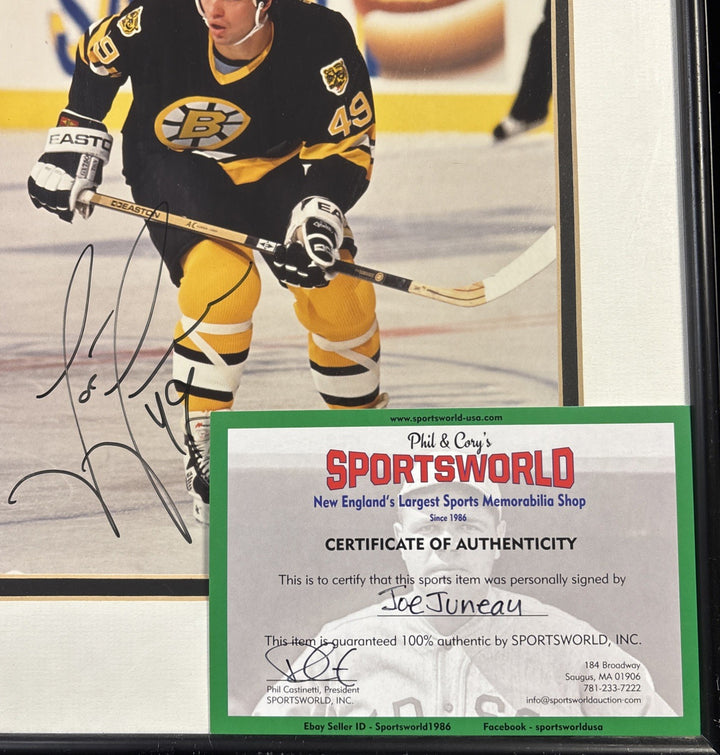 49
B
49
EASTON
EA
EASTON
49
www.sportsworld-usa.com
Phil & Cory's
SPORTSWORLD
New England's Largest Sports Memorabilia Shop
Since 1986
CERTIFICATE OF AUTHENTICITY
This is to certify that this sports item was personally signed by
Joe Juneau
This item is guaranteed 100% authentic by SPORTSWORLD, INC.
Phil Castinetti, President
SPORTSWORLD, INC.
184 Broadway
Saugus, MA 01906
781-233-7222
info@sportsworldauction.com
Ebay Seller ID - Sportsworld1986
Facebook - sportsworldusa